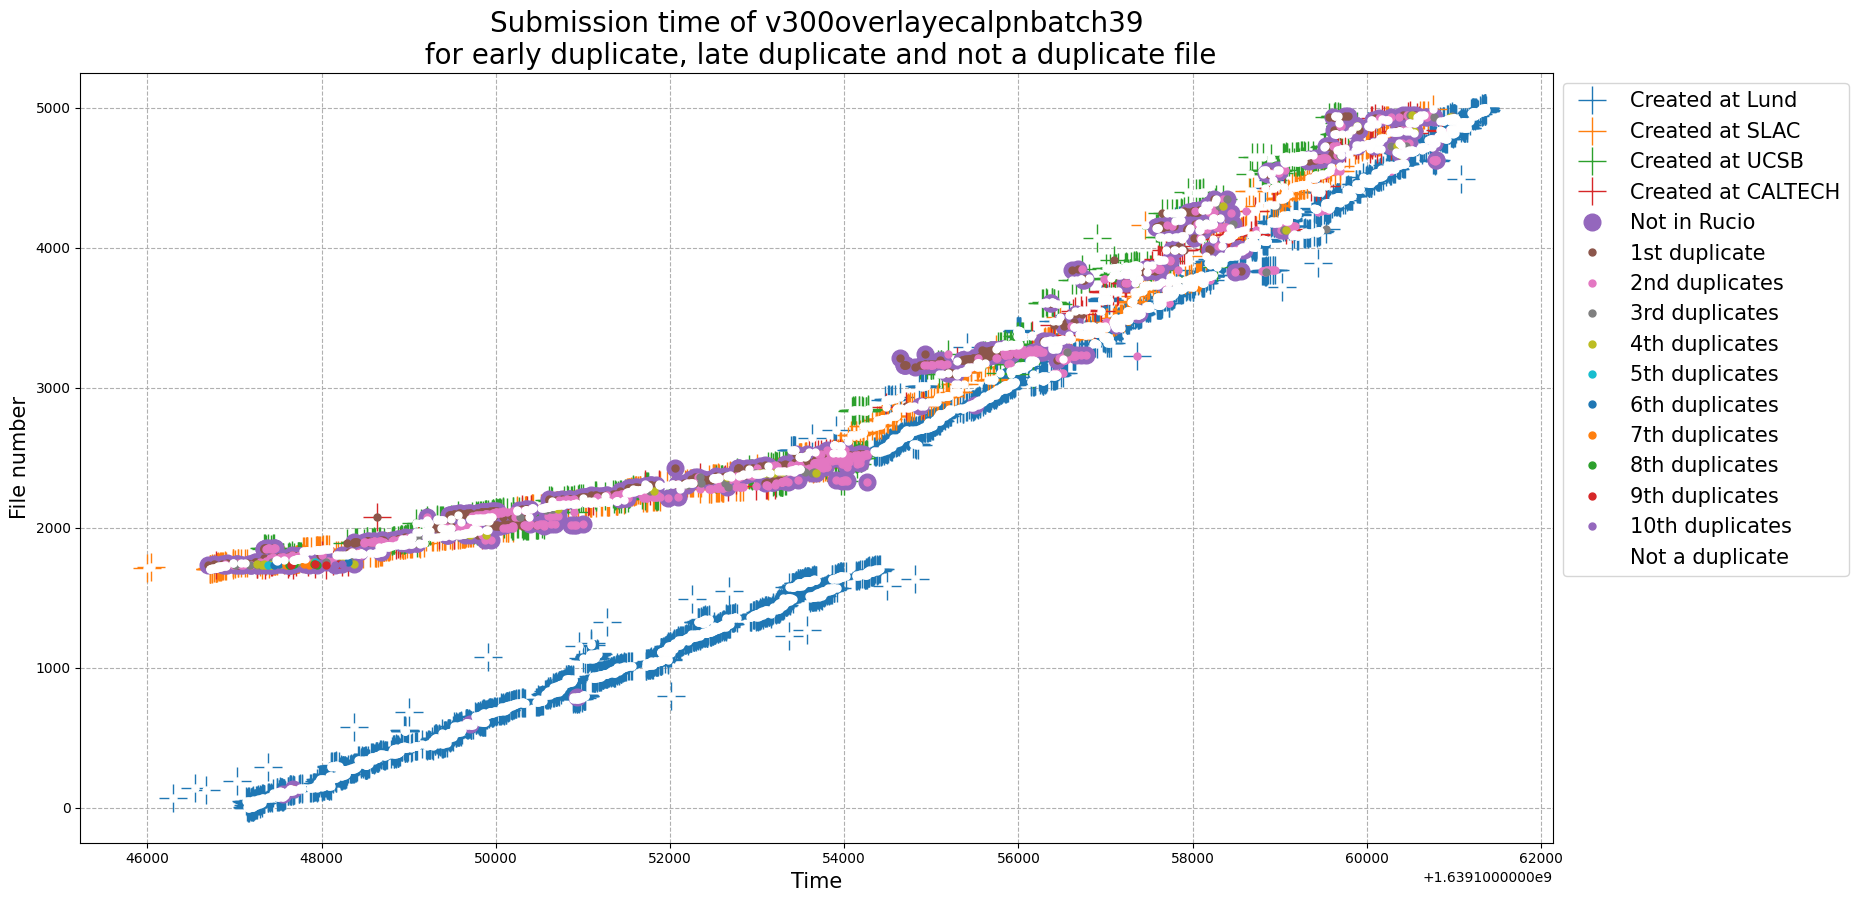 Submission time of v300overlayecalpnbatch39
for early duplicate, late duplicate and not a duplicate file
File number
5000
4000
3000
2000
1000
0
46000
48000
50000
52000
54000
56000
58000
60000
62000
Time
+1.6391000000e9
Created at Lund
Created at SLAC
Created at UCSB
Created at CALTECH
Not in Rucio
1st duplicate
2nd duplicates
3rd duplicates
4th duplicates
5th duplicates
6th duplicates
7th duplicates
8th duplicates
9th duplicates
10th duplicates
Not a duplicate